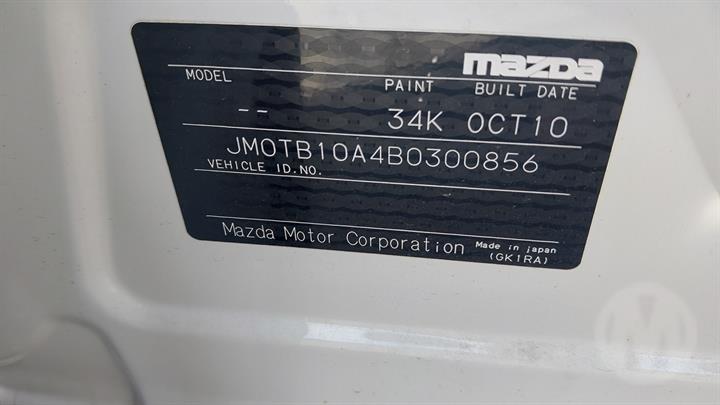 mazda
MODEL PAINT BUILT DATE
-- 34K OCT10
JM0TB10A4B0300856
VEHICLE ID.NO.
Mazda Motor Corporation Made in japan
(GK1RA)
M